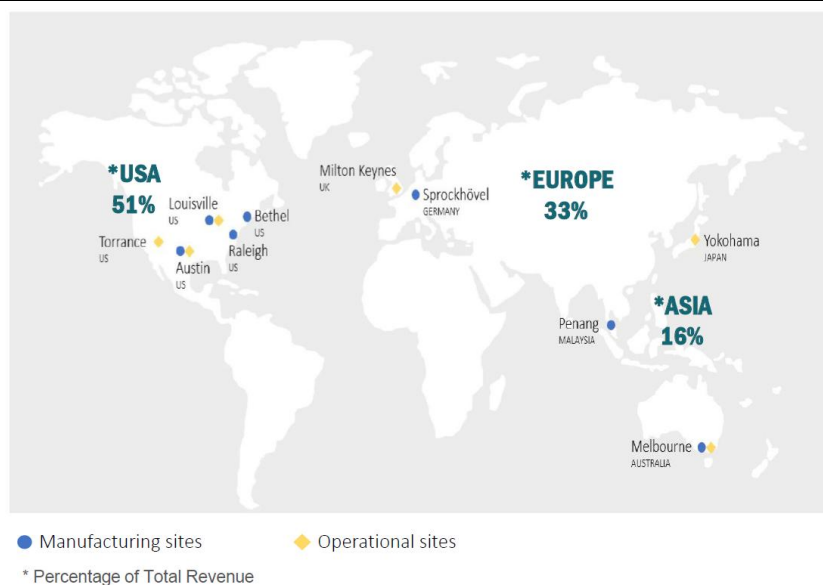 *USA
51%
Louisville
US
Bethel
US
Torrance
US
Raleigh
US
Austin
US
Milton Keynes
UK
Sprockhövel
GERMANY
*EUROPE
33%
Yokohama
JAPAN
*ASIA
16%
Penang
MALAYSIA
Melbourne
AUSTRALIA
Manufacturing sites
Operational sites
* Percentage of Total Revenue